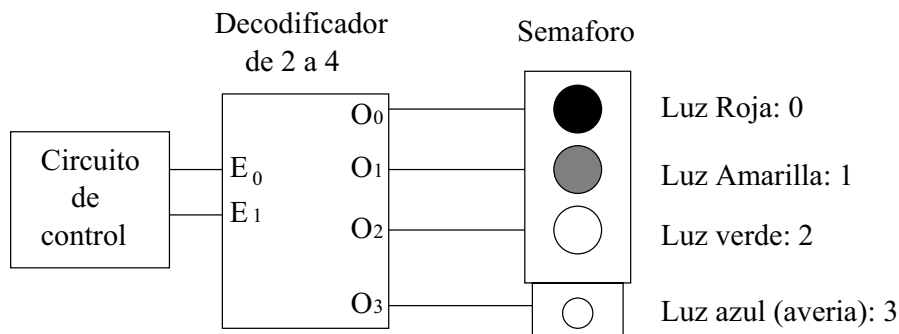 Decodificador
de 2 a 4
Semaforo
Circuito
de
control
E0
E1
O0
O1
O2
O3
Luz Roja: 0
Luz Amarilla: 1
Luz verde: 2
Luz azul (averia): 3